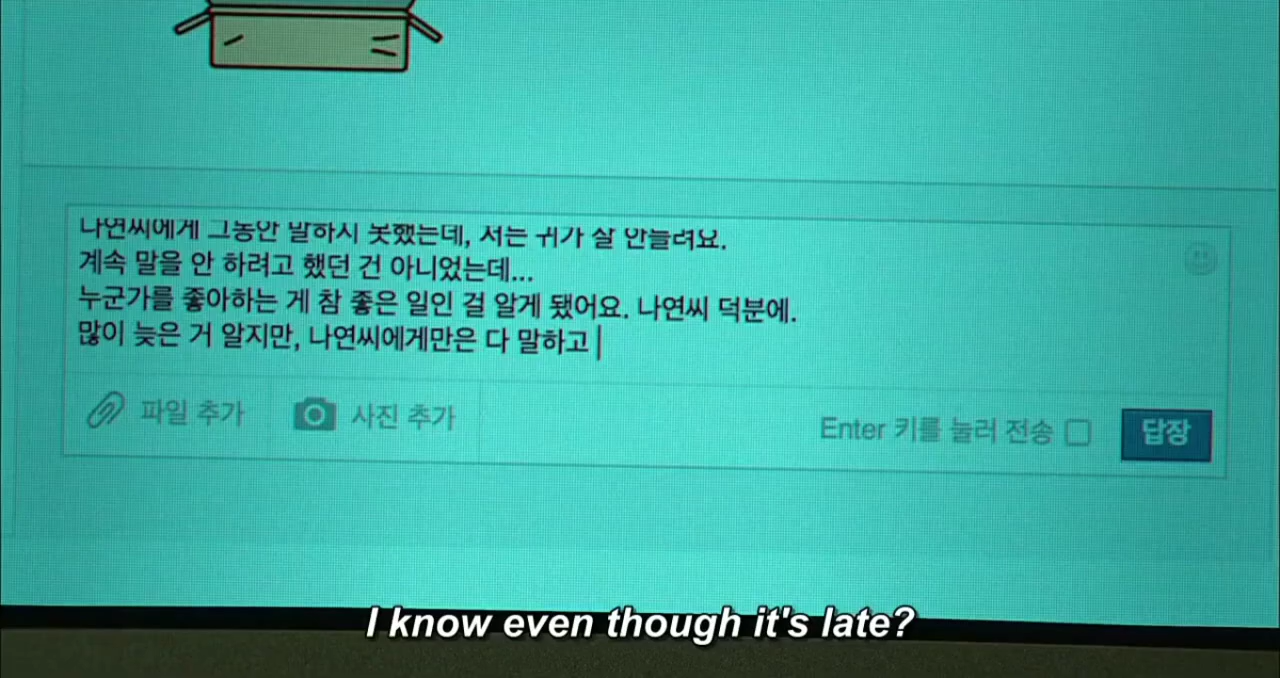 나연씨에게 그동안 말하지 못했는데, 저는 귀가 잘 안들려요.
계속 말을 안 하려고 했던 건 아니었는데...
누군가를 좋아하는 게 참 좋은 일인 걸 알게 됐어요. 나연씨 덕분에.
많이 늦은 거 알지만, 나연씨에게만은 다 말하고
파일 추가
사진 추가
Enter 키를 눌러 전송
답장
I know even though it's late?